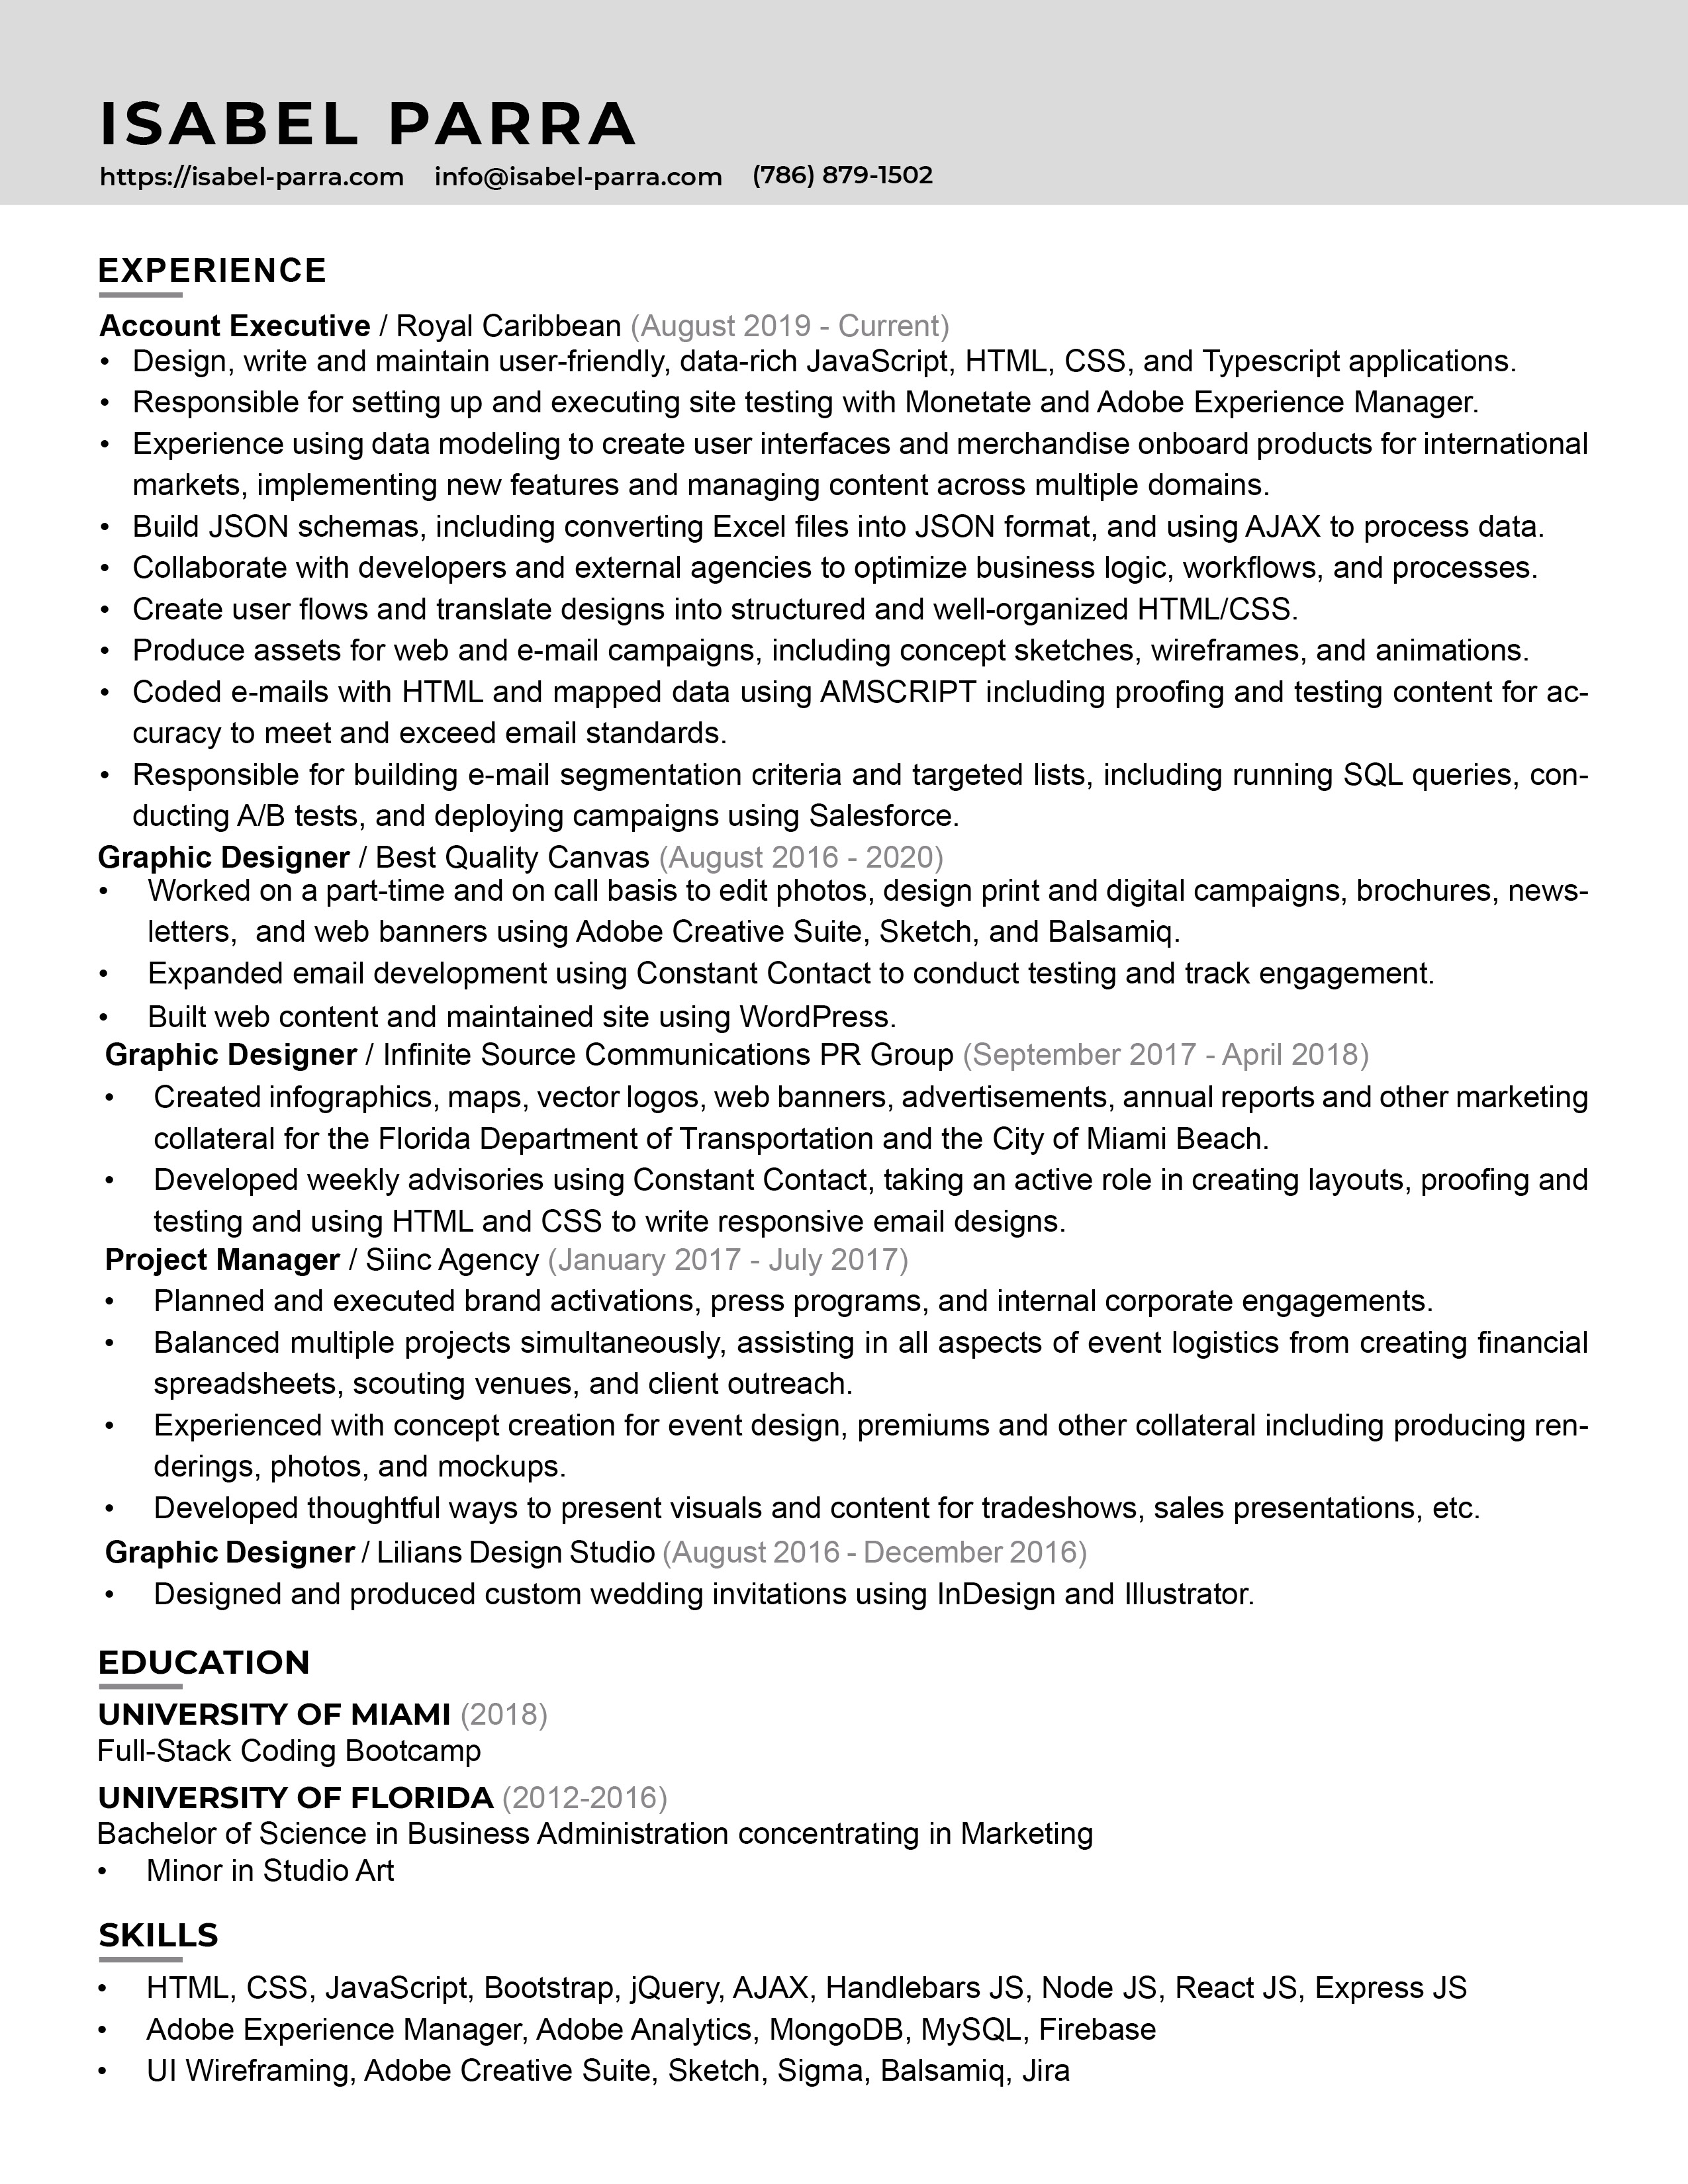 ISABEL PARRA
https://isabel-parra.com info@isabel-parra.com (786) 879-1502
EXPERIENCE
Account Executive / Royal Caribbean (August 2019 - Current)
• Design, write and maintain user-friendly, data-rich JavaScript, HTML, CSS, and Typescript applications.
• Responsible for setting up and executing site testing with Monetate and Adobe Experience Manager.
• Experience using data modeling to create user interfaces and merchandise onboard products for international
markets, implementing new features and managing content across multiple domains.
• Build JSON schemas, including converting Excel files into JSON format, and using AJAX to process data.
• Collaborate with developers and external agencies to optimize business logic, workflows, and processes.
• Create user flows and translate designs into structured and well-organized HTML/CSS.
• Produce assets for web and e-mail campaigns, including concept sketches, wireframes, and animations.
• Coded e-mails with HTML and mapped data using AMSCRIPT including proofing and testing content for ac-
curacy to meet and exceed email standards.
• Responsible for building e-mail segmentation criteria and targeted lists, including running SQL queries, con-
ducting A/B tests, and deploying campaigns using Salesforce.
Graphic Designer / Best Quality Canvas (August 2016 - 2020)
• Worked on a part-time and on call basis to edit photos, design print and digital campaigns, brochures, news-
letters, and web banners using Adobe Creative Suite, Sketch, and Balsamiq.
• Expanded email development using Constant Contact to conduct testing and track engagement.
• Built web content and maintained site using WordPress.
Graphic Designer / Infinite Source Communications PR Group (September 2017 - April 2018)
• Created infographics, maps, vector logos, web banners, advertisements, annual reports and other marketing
collateral for the Florida Department of Transportation and the City of Miami Beach.
• Developed weekly advisories using Constant Contact, taking an active role in creating layouts, proofing and
testing and using HTML and CSS to write responsive email designs.
Project Manager / Siinc Agency (January 2017 - July 2017)
• Planned and executed brand activations, press programs, and internal corporate engagements.
• Balanced multiple projects simultaneously, assisting in all aspects of event logistics from creating financial
spreadsheets, scouting venues, and client outreach.
• Experienced with concept creation for event design, premiums and other collateral including producing ren-
derings, photos, and mockups.
• Developed thoughtful ways to present visuals and content for tradeshows, sales presentations, etc.
Graphic Designer / Lilians Design Studio (August 2016 - December 2016)
• Designed and produced custom wedding invitations using InDesign and Illustrator.
EDUCATION
UNIVERSITY OF MIAMI (2018)
Full-Stack Coding Bootcamp
UNIVERSITY OF FLORIDA (2012-2016)
Bachelor of Science in Business Administration concentrating in Marketing
• Minor in Studio Art
SKILLS
• HTML, CSS, JavaScript, Bootstrap, jQuery, AJAX, Handlebars JS, Node JS, React JS, Express JS
• Adobe Experience Manager, Adobe Analytics, MongoDB, MySQL, Firebase
• UI Wireframing, Adobe Creative Suite, Sketch, Sigma, Balsamiq, Jira